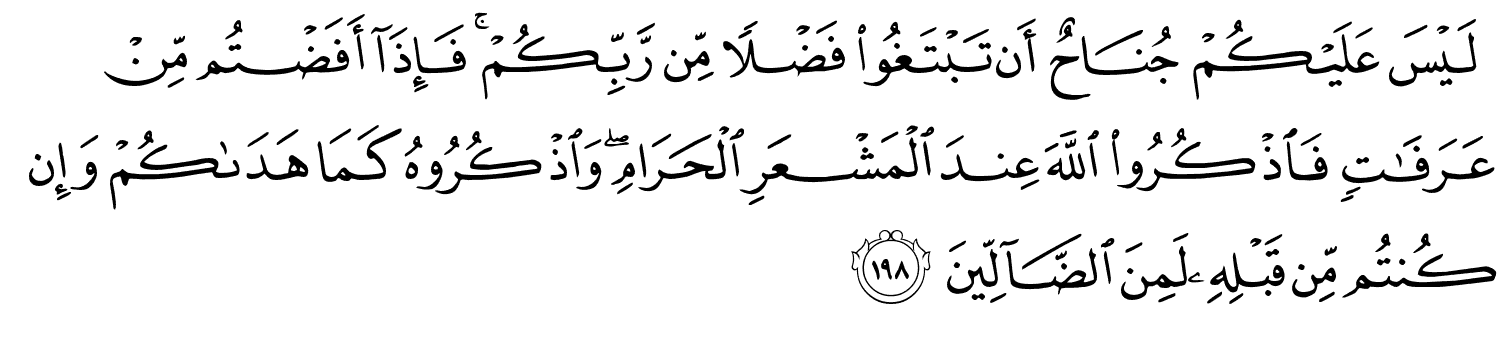 لَيْسَ عَلَيْكُمْ جُنَاحٌ أَن تَبْتَغُوا۟ فَضْلًا مِّن رَّبِّكُمْ ۚ فَإِذَآ أَفَضْتُم مِّنْ
عَرَفَـٰتٍ فَٱذْكُرُوا۟ ٱللَّهَ عِندَ ٱلْمَشْعَرِ ٱلْحَرَامِ ۖ وَٱذْكُرُوهُ كَمَا هَدَىٰكُمْ وَإِن
كُنتُم مِّن قَبْلِهِۦ لَمِنَ ٱلضَّآلِّينَ ١٩٨